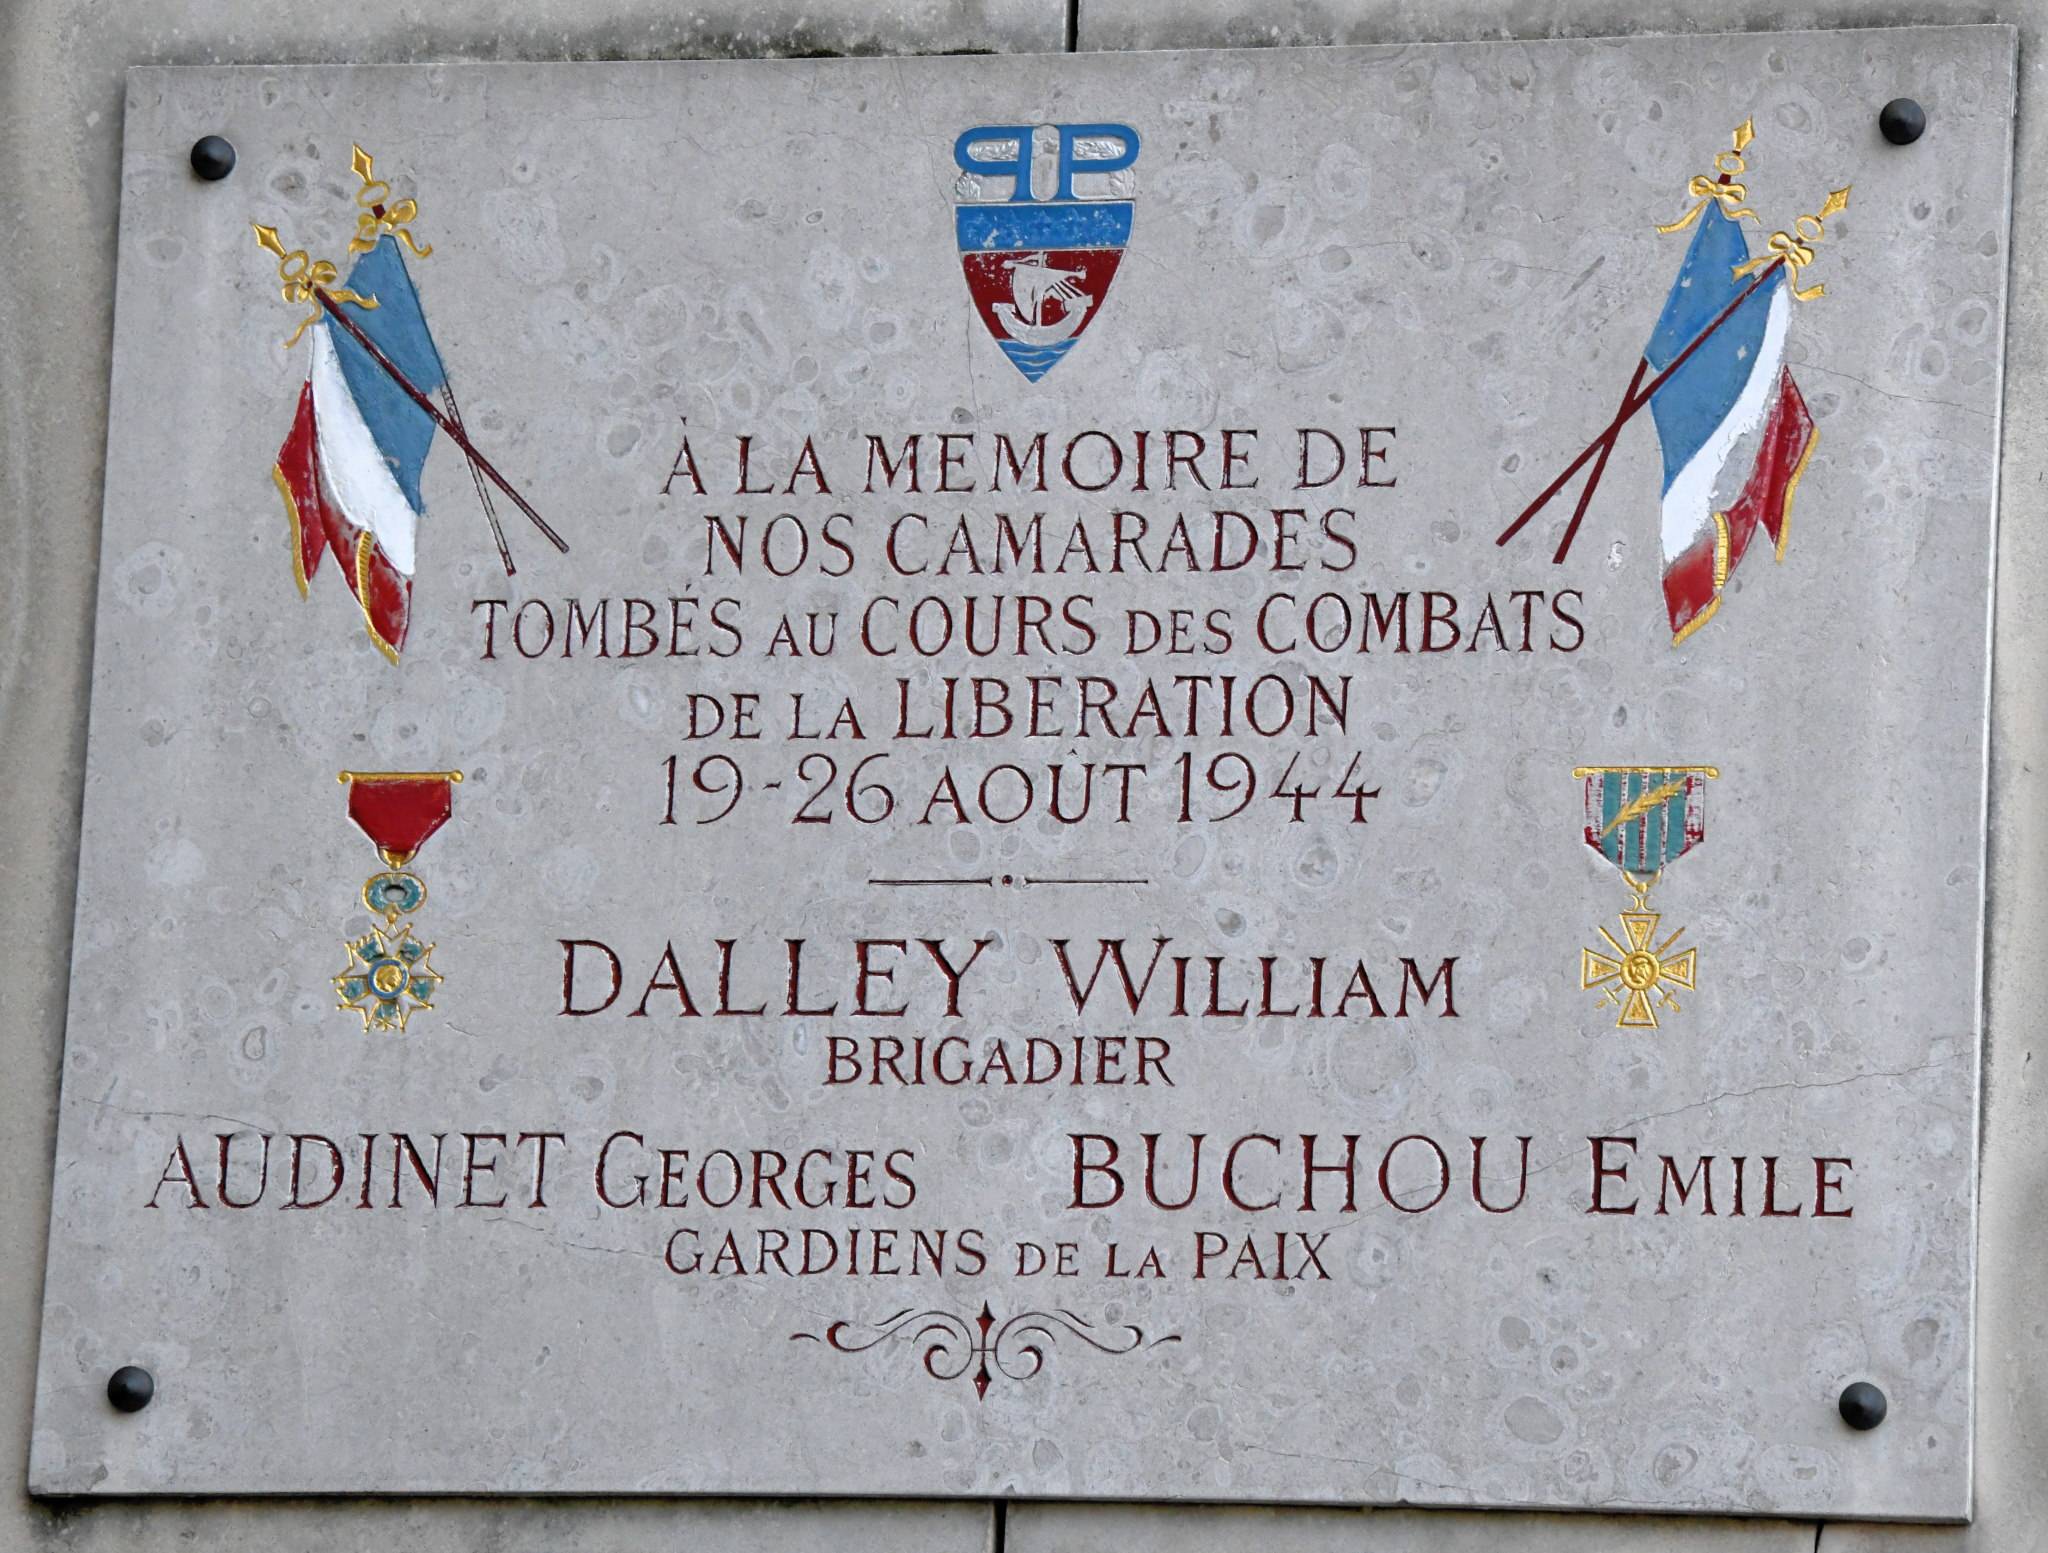 PP
À LA MEMOIRE DE
NOS CAMARADES
TOMBÉS AU COURS DES COMBATS
DE LA LIBERATION
19-26 AOÛT 1944
DALLEY WILLIAM
BRIGADIER
AUDINET GEORGES BUCHOU EMILE
GARDIENS DE LA PAIX